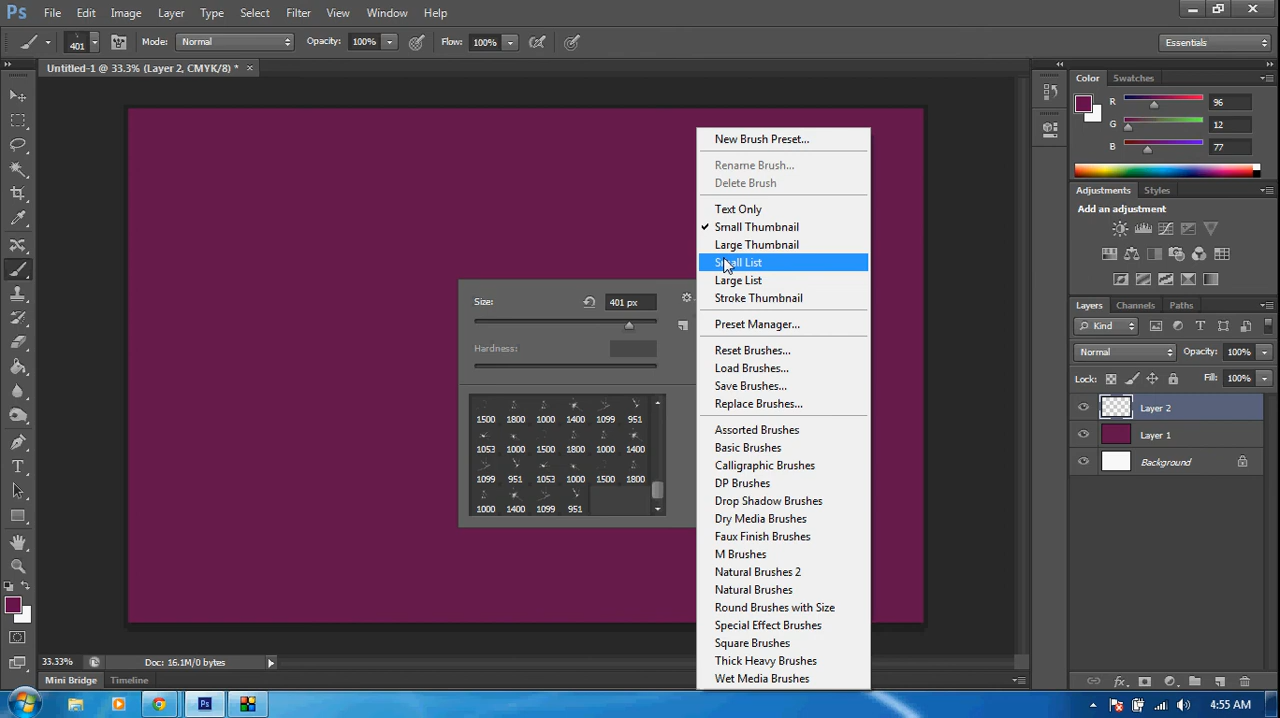 Ps File Edit Image Layer Type Select Filter View Window Help
401 Mode: Normal Opacity: 100% Flow: 100% Essentials
Untitled-1 @ 33.3% (Layer 2, CMYK/8) * ×
Color Swatches
R 96
G 12
B 77
Adjustments Styles
Add an adjustment
Layers Channels Paths
Kind
Normal Opacity: 100%
Lock: Fill: 100%
Layer 2
Layer 1
Background
New Brush Preset...
Rename Brush...
Delete Brush
Text Only
Small Thumbnail
Large Thumbnail
Small List
Large List
Stroke Thumbnail
Preset Manager...
Reset Brushes...
Load Brushes...
Save Brushes...
Replace Brushes...
Assorted Brushes
Basic Brushes
Calligraphic Brushes
DP Brushes
Drop Shadow Brushes
Dry Media Brushes
Faux Finish Brushes
M Brushes
Natural Brushes 2
Natural Brushes
Round Brushes with Size
Special Effect Brushes
Square Brushes
Thick Heavy Brushes
Wet Media Brushes
Size: 401 px
Hardness:
1500 1800 1000 1400 1099 951
1053 1000 1500 1800 1000 1400
1099 951 1053 1000 1500 1800
1000 1400 1099 951
33.33% Doc: 16.1M/0 bytes
Mini Bridge Timeline
Ps 4:55 AM